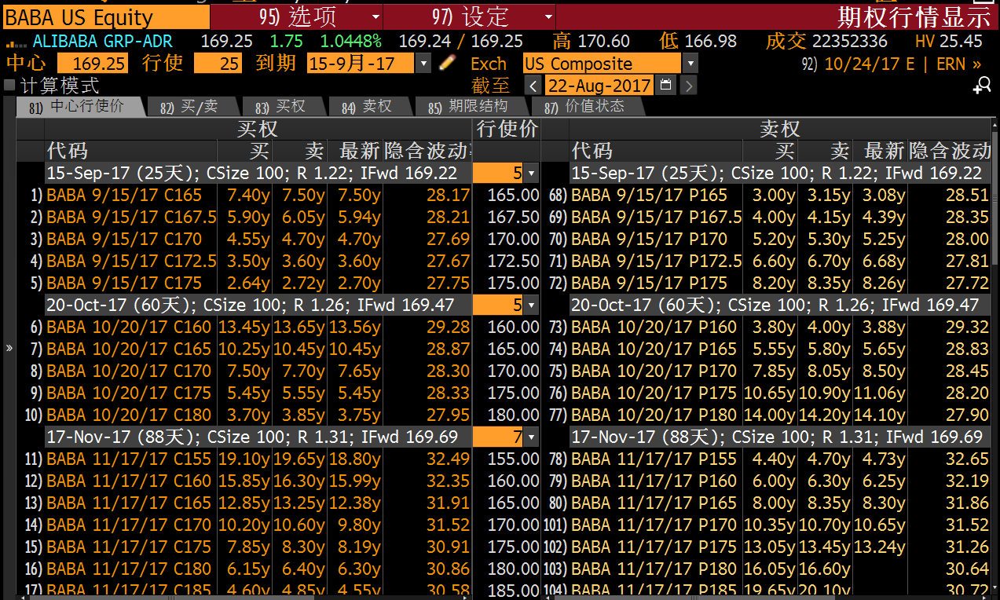 BABA US Equity 95) 选项 97) 设定 期权行情显示
ALIBABA GRP-ADR 169.25 1.75 1.0448% 169.24 / 169.25 高 170.60 低 166.98 成交 22352336 HV 25.45
中心 169.25 行使 25 到期 15-9月-17 Exch US Composite 92) 10/24/17 E | ERN »
计算模式 截至 < 22-Aug-2017 >
81) 中心行使价 82) 买/卖 83) 买权 84) 卖权 85) 期限结构 87) 价值状态
买权 行使价 卖权
代码 买 卖 最新 隐含波动 代码 买 卖 最新 隐含波动
15-Sep-17 (25天); CSize 100; R 1.22; IFwd 169.22 5 15-Sep-17 (25天); CSize 100; R 1.22; IFwd 169.22
1) BABA 9/15/17 C165 7.40y 7.50y 7.50y 28.17 165.00 68) BABA 9/15/17 P165 3.00y 3.15y 3.08y 28.51
2) BABA 9/15/17 C167.5 5.90y 6.05y 5.94y 28.21 167.50 69) BABA 9/15/17 P167.5 4.00y 4.15y 4.39y 28.35
3) BABA 9/15/17 C170 4.55y 4.70y 4.70y 27.69 170.00 70) BABA 9/15/17 P170 5.20y 5.30y 5.25y 28.00
4) BABA 9/15/17 C172.5 3.50y 3.60y 3.60y 27.67 172.50 71) BABA 9/15/17 P172.5 6.60y 6.70y 6.68y 27.81
5) BABA 9/15/17 C175 2.64y 2.72y 2.70y 27.75 175.00 72) BABA 9/15/17 P175 8.20y 8.35y 8.26y 27.72
20-Oct-17 (60天); CSize 100; R 1.26; IFwd 169.47 5 20-Oct-17 (60天); CSize 100; R 1.26; IFwd 169.47
6) BABA 10/20/17 C160 13.45y 13.65y 13.56y 29.28 160.00 73) BABA 10/20/17 P160 3.80y 4.00y 3.88y 29.32
7) BABA 10/20/17 C165 10.25y 10.45y 10.45y 28.87 165.00 74) BABA 10/20/17 P165 5.55y 5.80y 5.65y 28.83
8) BABA 10/20/17 C170 7.50y 7.70y 7.65y 28.30 170.00 75) BABA 10/20/17 P170 7.85y 8.05y 8.50y 28.45
9) BABA 10/20/17 C175 5.45y 5.55y 5.45y 28.33 175.00 76) BABA 10/20/17 P175 10.65y 10.90y 11.06y 28.20
10) BABA 10/20/17 C180 3.70y 3.85y 3.75y 27.95 180.00 77) BABA 10/20/17 P180 14.00y 14.20y 14.10y 27.90
17-Nov-17 (88天); CSize 100; R 1.31; IFwd 169.69 7 17-Nov-17 (88天); CSize 100; R 1.31; IFwd 169.69
11) BABA 11/17/17 C155 19.10y 19.65y 18.80y 32.49 155.00 78) BABA 11/17/17 P155 4.40y 4.70y 4.73y 32.65
12) BABA 11/17/17 C160 15.85y 16.30y 15.99y 32.35 160.00 79) BABA 11/17/17 P160 6.00y 6.30y 6.25y 32.19
13) BABA 11/17/17 C165 12.85y 13.25y 12.38y 31.91 165.00 80) BABA 11/17/17 P165 8.00y 8.35y 8.30y 31.86
14) BABA 11/17/17 C170 10.20y 10.60y 9.80y 31.52 170.00 101) BABA 11/17/17 P170 10.35y 10.70y 10.65y 31.52
15) BABA 11/17/17 C175 7.85y 8.30y 8.19y 30.91 175.00 102) BABA 11/17/17 P175 13.05y 13.45y 13.24y 31.26
16) BABA 11/17/17 C180 6.15y 6.40y 6.30y 30.86 180.00 103) BABA 11/17/17 P180 16.05y 16.60y 30.64
17) BABA 11/17/17 C185 4.60y 4.85y 4.55y 30.58 185.00 104) BABA 11/17/17 P185 19.65y 20.10y 30.72